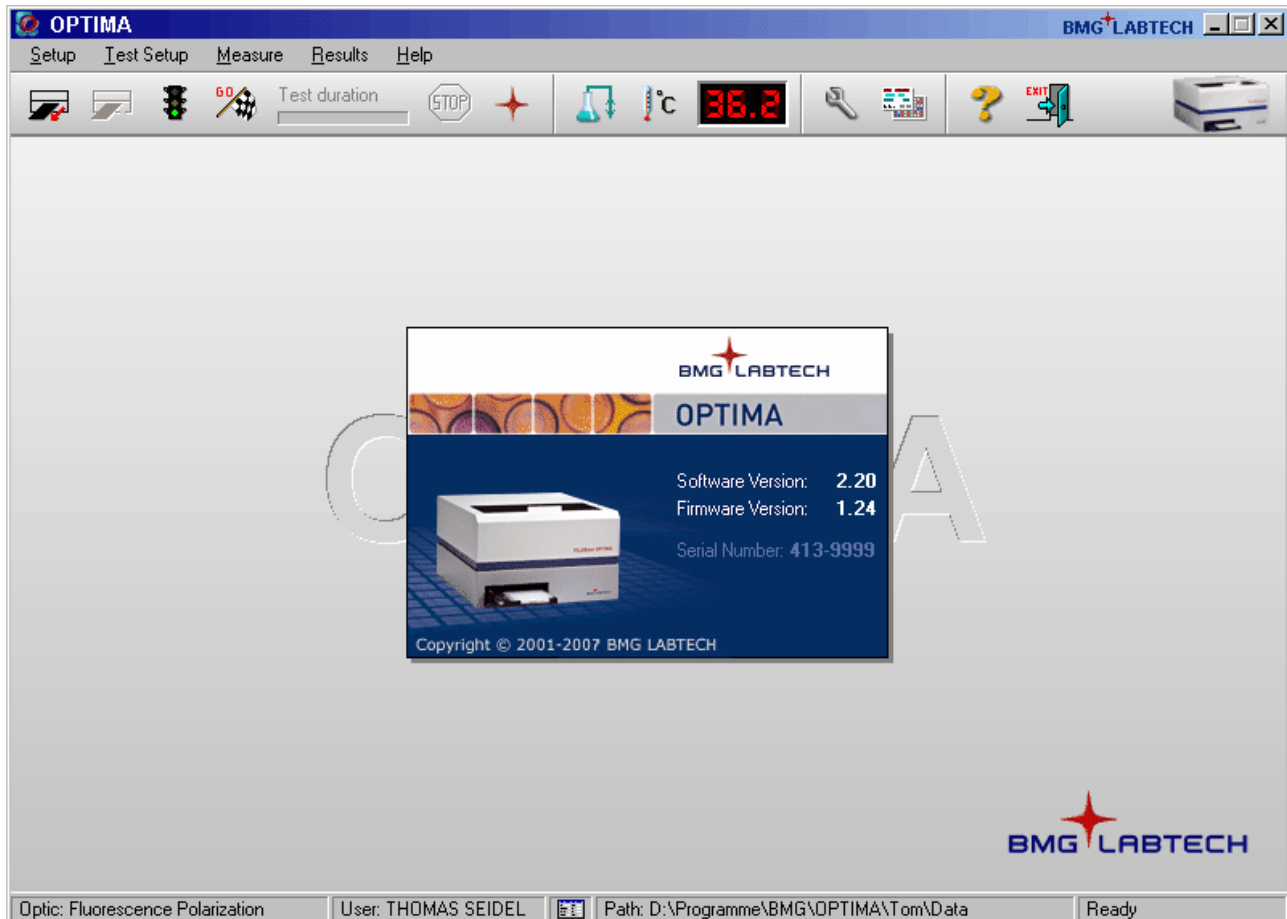 OPTIMA
BMG LABTECH
Setup Test Setup Measure Results Help
GO
Test duration
STOP
°C
36.2
EXIT
BMG LABTECH
OPTIMA
Software Version: 2.20
Firmware Version: 1.24
Serial Number: 413-9999
Copyright © 2001-2007 BMG LABTECH
BMG LABTECH
Optic: Fluorescence Polarization User: THOMAS SEIDEL Path: D:\Programme\BMG\OPTIMA\Tom\Data Ready